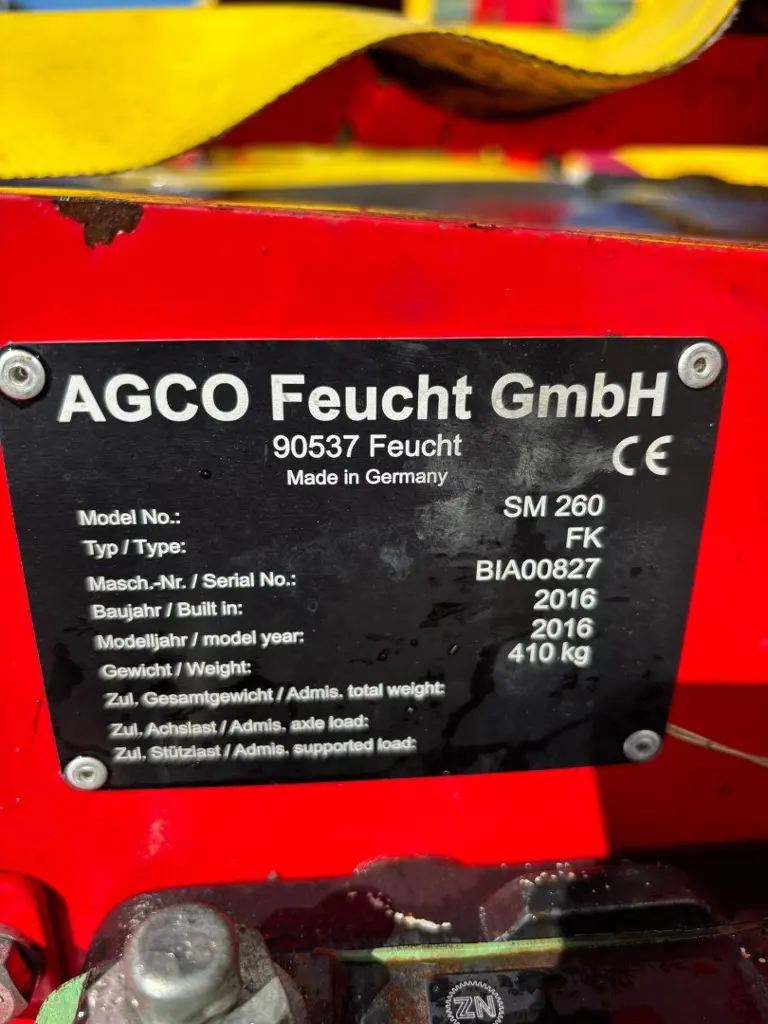 AGCO Feucht GmbH
90537 Feucht
CE
Made in Germany
Model No.: SM 260
Typ / Type: FK
Masch.-Nr. / Serial No.: BIA00827
Baujahr / Built in: 2016
Modelljahr / model year: 2016
Gewicht / Weight: 410 kg
Zul. Gesamtgewicht / Admis. total weight:
Zul. Achslast / Admis. axle load:
Zul. Stützlast / Admis. supported load:
ZN